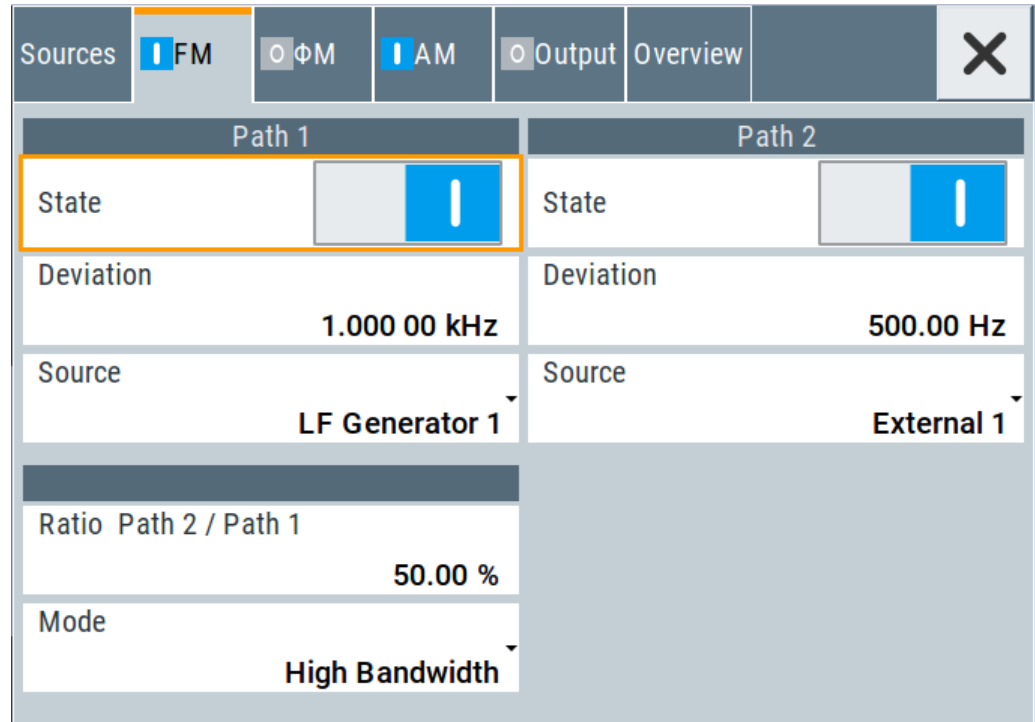 Sources FM ΦM AM Output Overview
Path 1
State
Deviation
1.000 00 kHz
Source
LF Generator 1
Path 2
State
Deviation
500.00 Hz
Source
External 1
Ratio Path 2 / Path 1
50.00 %
Mode
High Bandwidth